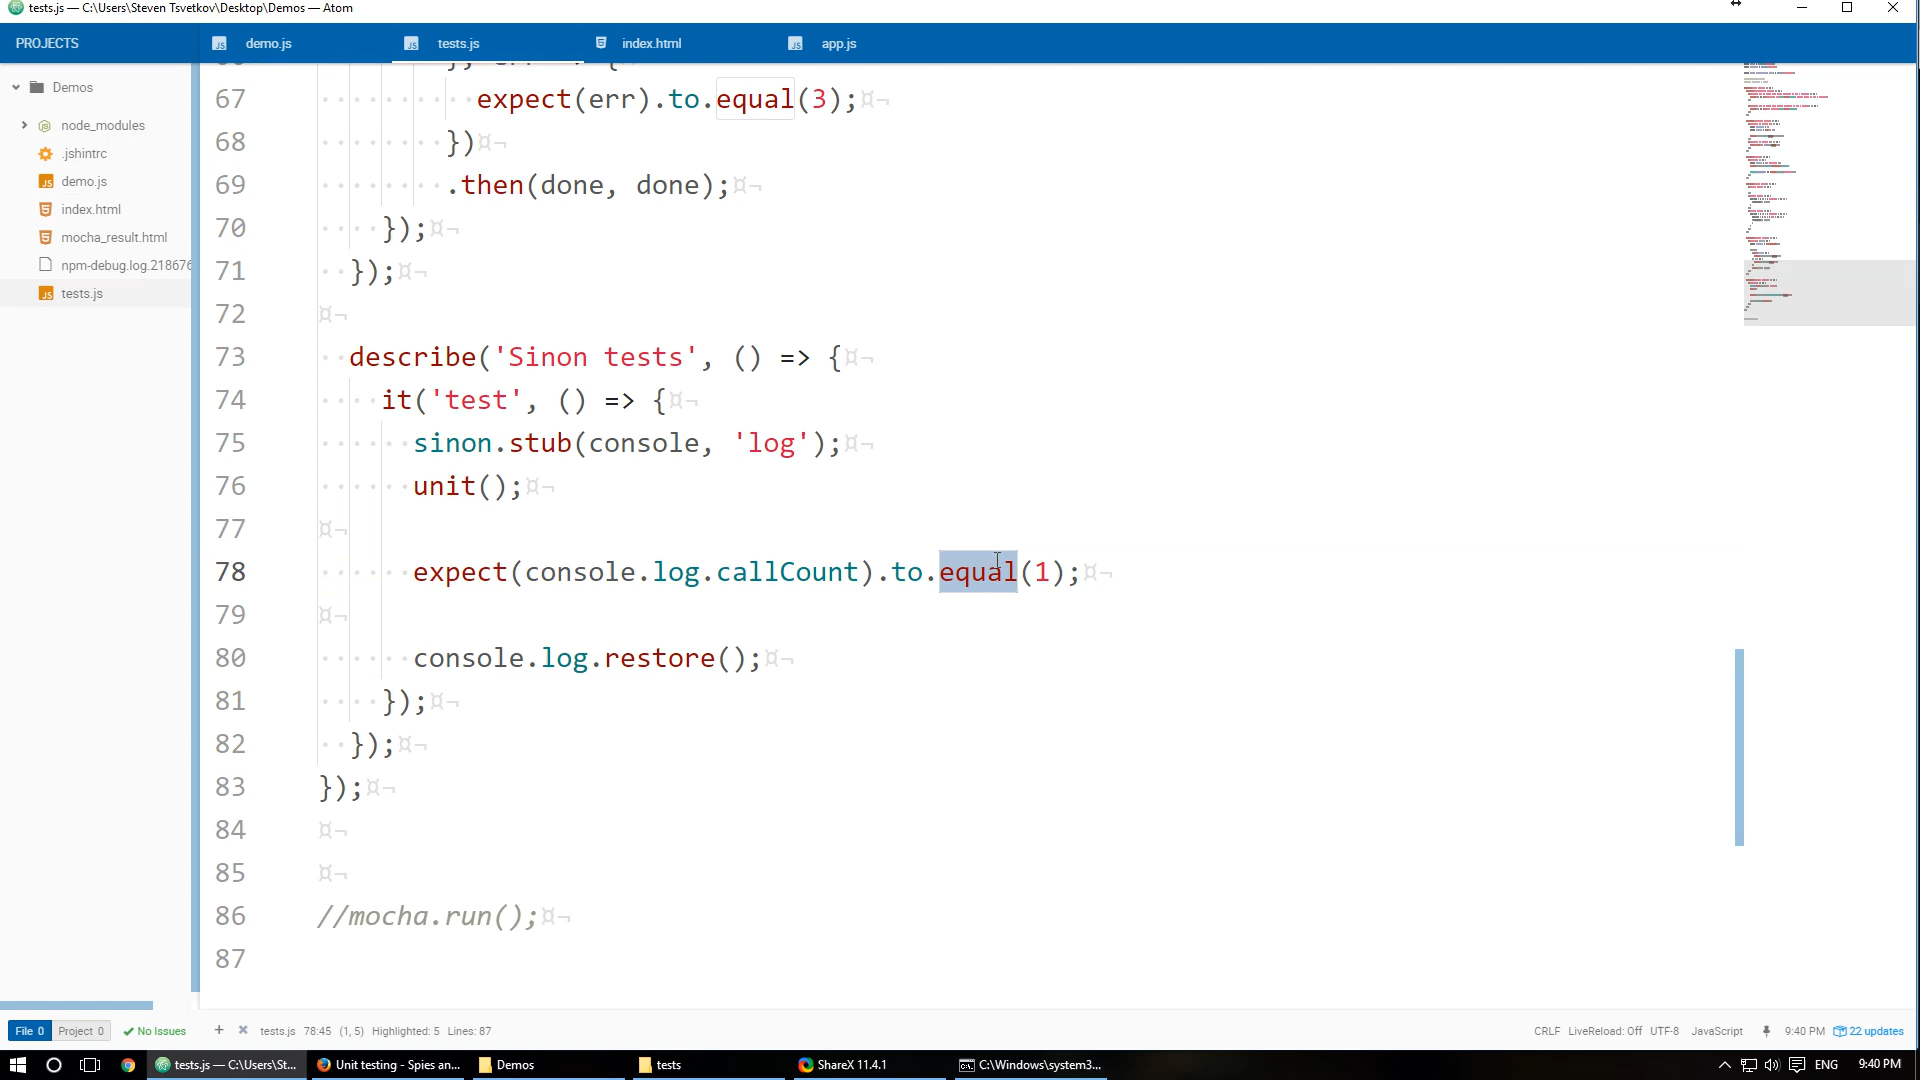 tests.js — C:\Users\Steven Tsvetkov\Desktop\Demos — Atom
PROJECTS
demo.js
tests.js
index.html
app.js
Demos
node_modules
.jshintrc
demo.js
index.html
mocha_result.html
npm-debug.log.218676
tests.js
67 expect(err).to.equal(3);
68 })
69 .then(done, done);
70 });
71 });
72
73 describe('Sinon tests', () => {
74 it('test', () => {
75 sinon.stub(console, 'log');
76 unit();
77
78 expect(console.log.callCount).to.equal(1);
79
80 console.log.restore();
81 });
82 });
83 });
84
85
86 //mocha.run();
87
File 0 Project 0 No Issues + tests.js 78:45 (1, 5) Highlighted: 5 Lines: 87 CRLF LiveReload: Off UTF-8 JavaScript 9:40 PM 22 updates
tests.js — C:\Users\St... Unit testing - Spies an... Demos tests ShareX 11.4.1 C:\Windows\system3... ENG 9:40 PM